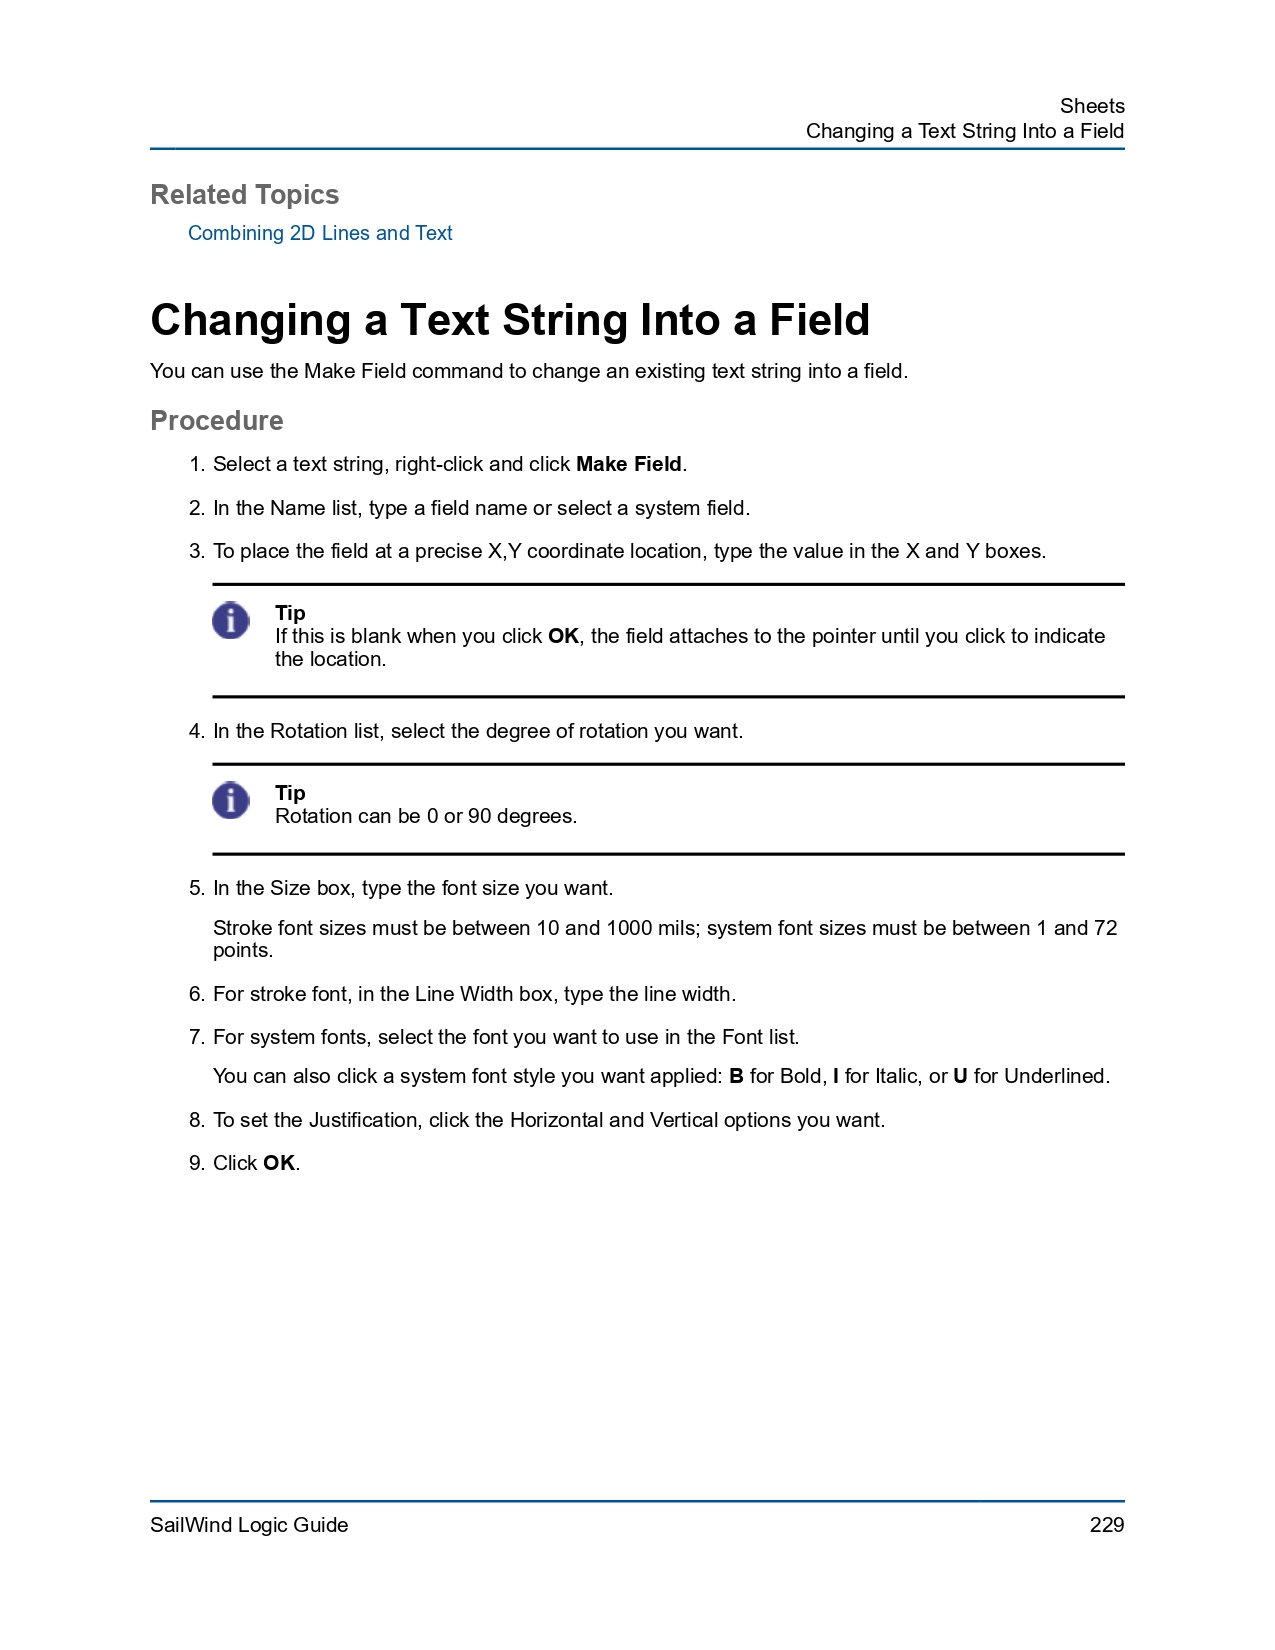 Sheets
Changing a Text String Into a Field
Related Topics
Combining 2D Lines and Text
Changing a Text String Into a Field
You can use the Make Field command to change an existing text string into a field.
Procedure
1. Select a text string, right-click and click Make Field.
2. In the Name list, type a field name or select a system field.
3. To place the field at a precise X,Y coordinate location, type the value in the X and Y boxes.
Tip
If this is blank when you click OK, the field attaches to the pointer until you click to indicate
the location.
4. In the Rotation list, select the degree of rotation you want.
Tip
Rotation can be 0 or 90 degrees.
5. In the Size box, type the font size you want.
Stroke font sizes must be between 10 and 1000 mils; system font sizes must be between 1 and 72
points.
6. For stroke font, in the Line Width box, type the line width.
7. For system fonts, select the font you want to use in the Font list.
You can also click a system font style you want applied: B for Bold, I for Italic, or U for Underlined.
8. To set the Justification, click the Horizontal and Vertical options you want.
9. Click OK.
SailWind Logic Guide
229